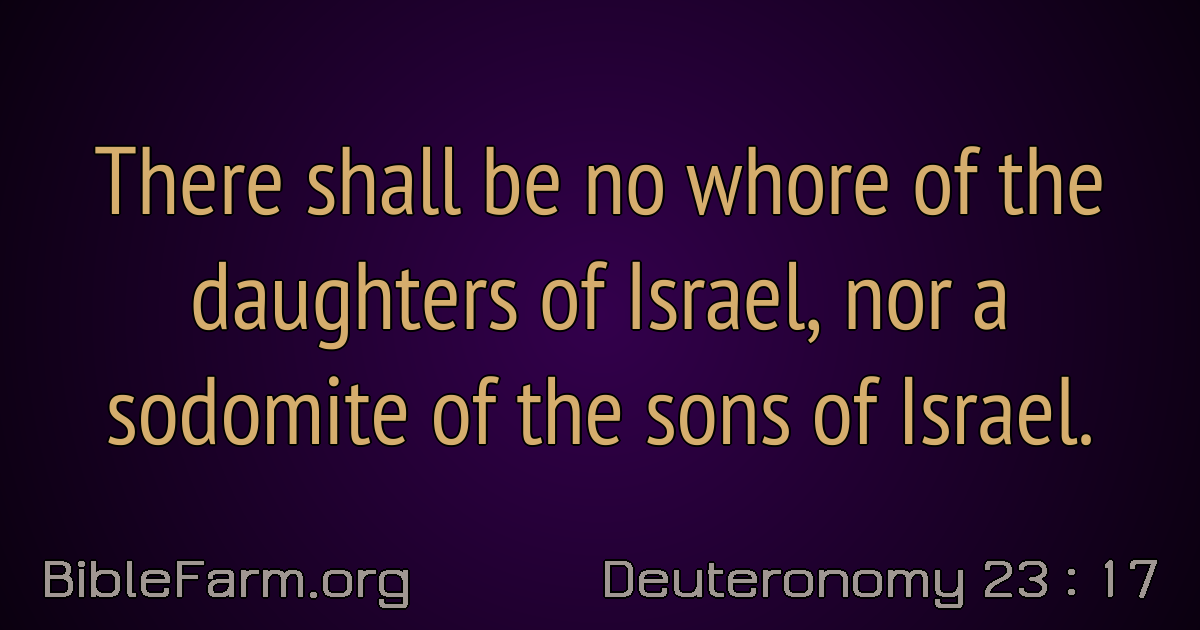 There shall be no whore of the
daughters of Israel, nor a
sodomite of the sons of Israel.
BibleFarm.org
Deuteronomy 23 : 17